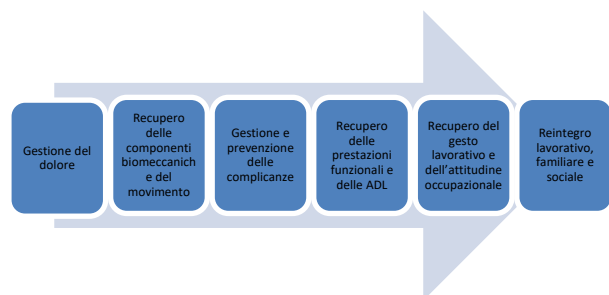 Gestione del
dolore
Recupero
delle
componenti
biomeccanich
e del
movimento
Gestione e
prevenzione
delle
complicanze
Recupero
delle
prestazioni
funzionali e
delle ADL
Recupero del
gesto
lavorativo e
dell'attitudine
occupazionale
Reintegro
lavorativo,
familiare e
sociale